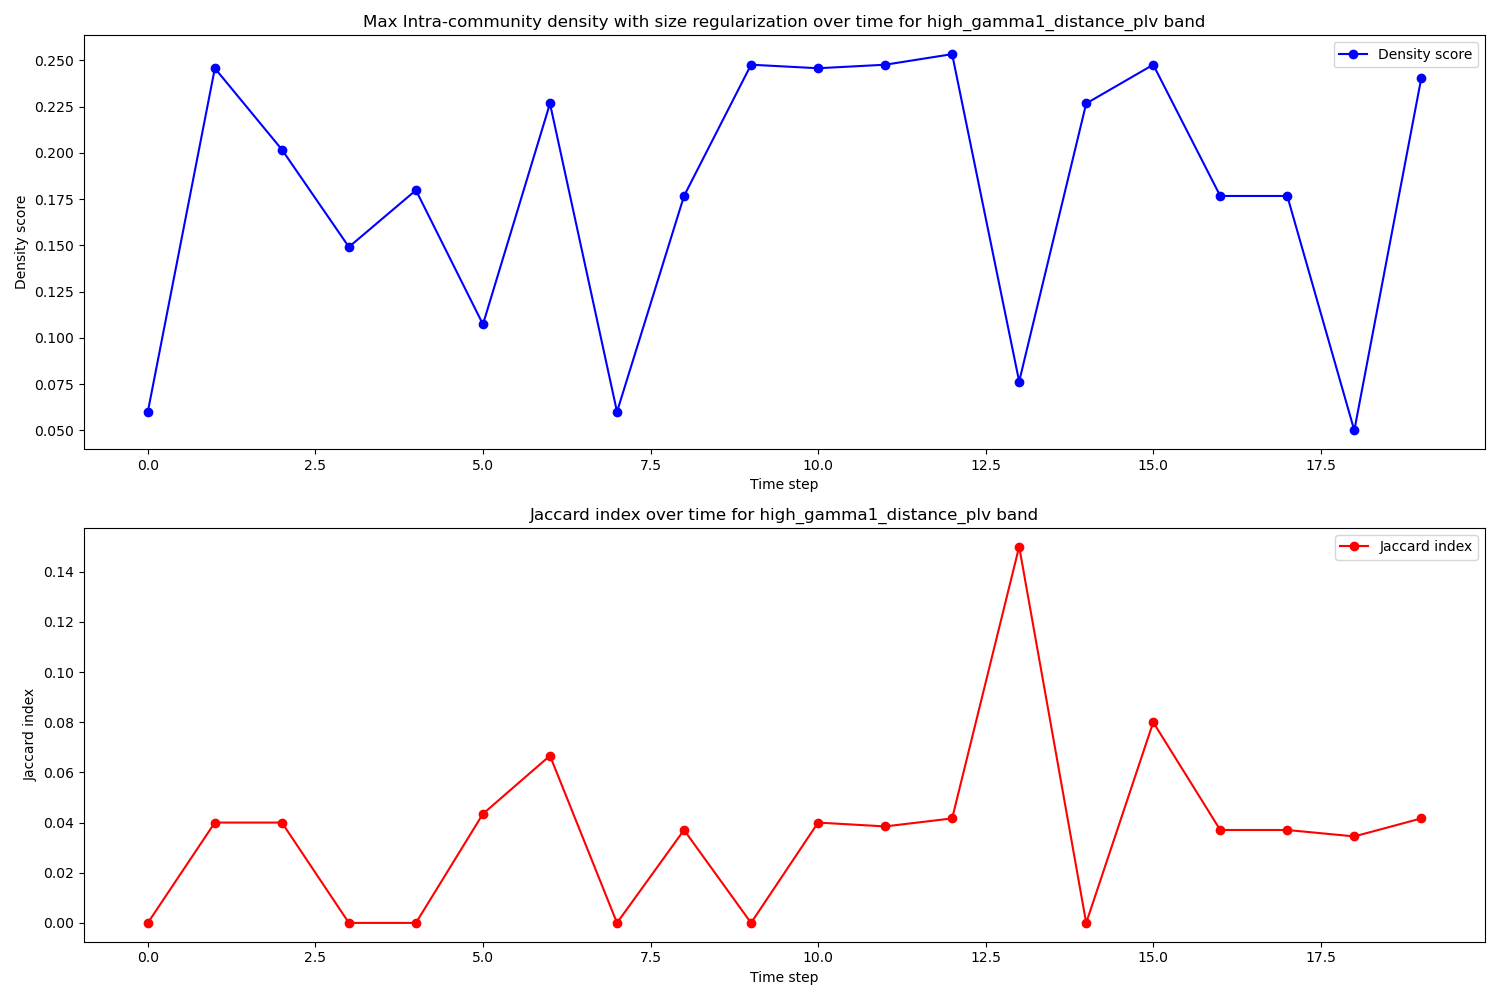 Max Intra-community density with size regularization over time for high_gamma1_distance_plv band
Density score
0.250
0.225
0.200
0.175
0.150
0.125
0.100
0.075
0.050
Density score
0.0 2.5 5.0 7.5 10.0 12.5 15.0 17.5
Time step
Jaccard index over time for high_gamma1_distance_plv band
Jaccard index
0.14
0.12
0.10
0.08
0.06
0.04
0.02
0.00
Jaccard index
0.0 2.5 5.0 7.5 10.0 12.5 15.0 17.5
Time step